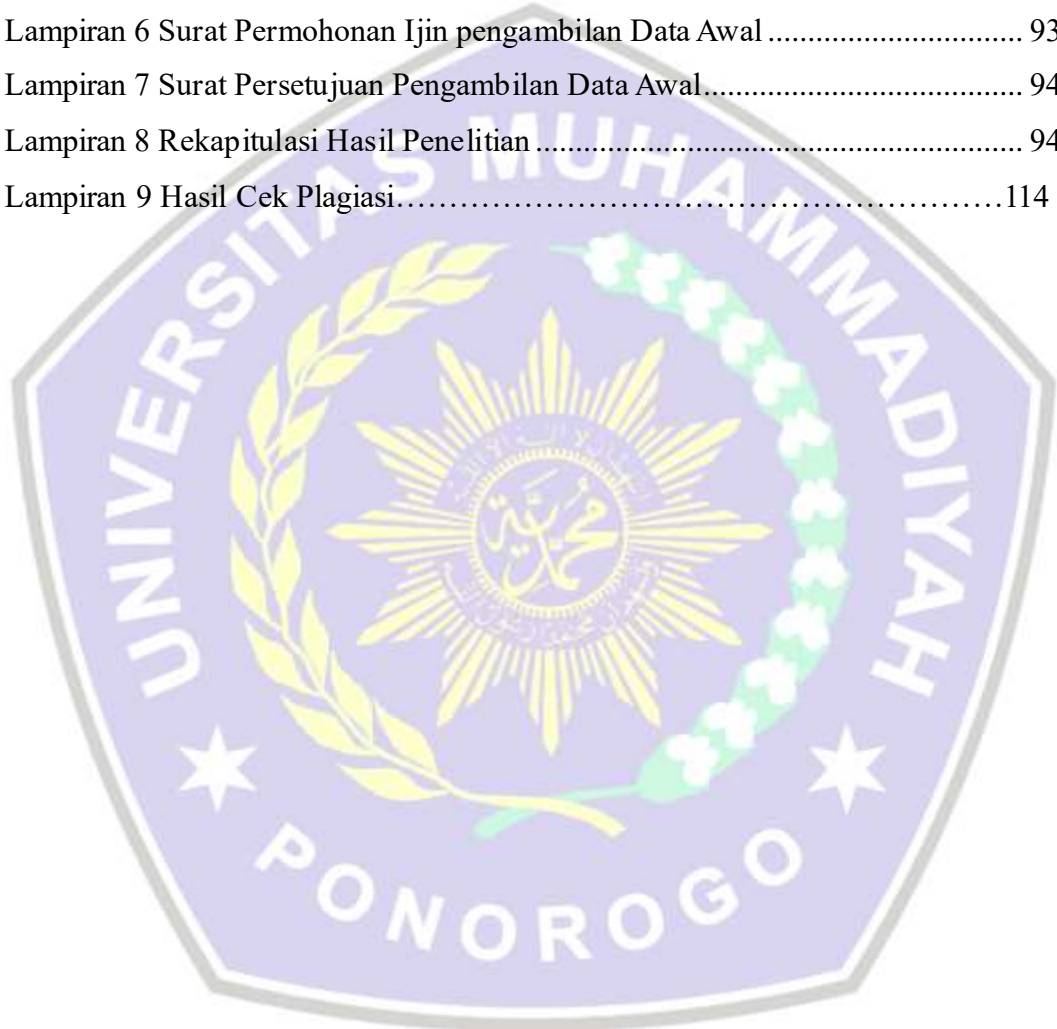 Lampiran 6 Surat Permohonan Ijin pengambilan Data Awal ................................ 93
Lampiran 7 Surat Persetujuan Pengambilan Data Awal....................................... 94
Lampiran 8 Rekapitulasi Hasil Penelitian ............................................................. 94
Lampiran 9 Hasil Cek Plagiasi……………………………………………………114
UNIVERSITAS MUHAMMADIYAH
محمدية
PONOROGO